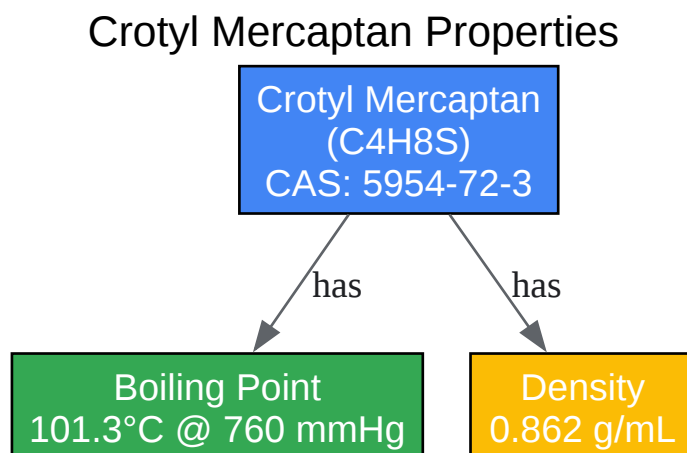 Crotyl Mercaptan Properties
Crotyl Mercaptan
(C4H8S)
CAS: 5954-72-3
has
has
Boiling Point
101.3°C @ 760 mmHg
Density
0.862 g/mL